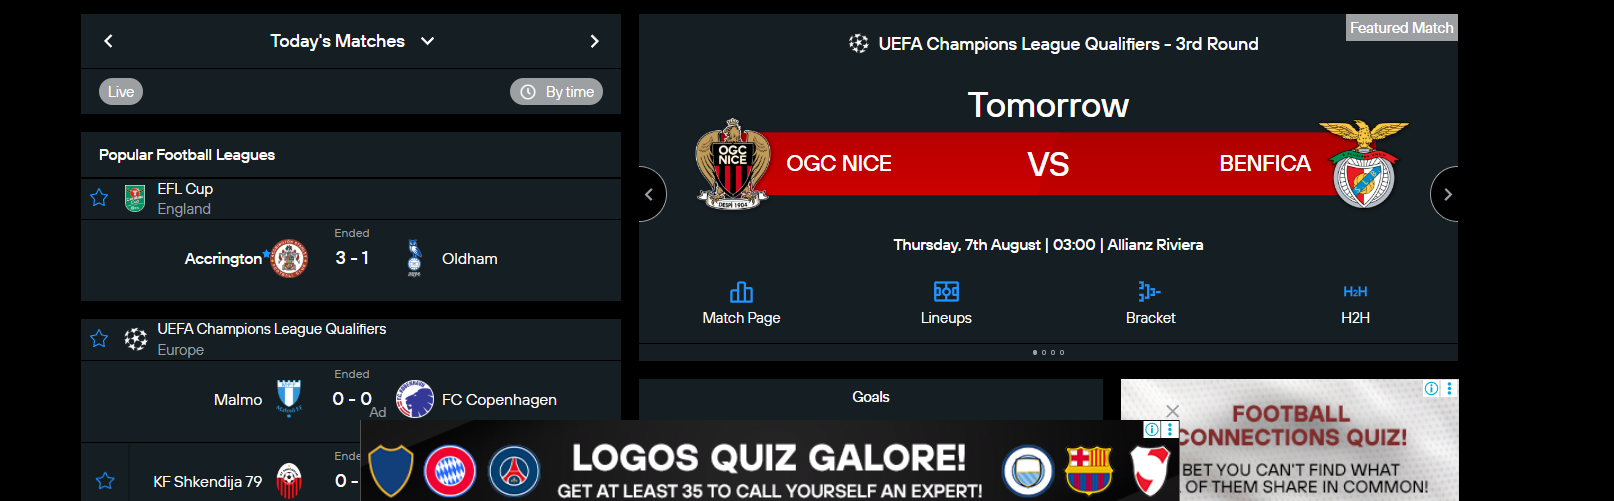 Today's Matches
Live
By time
Popular Football Leagues
EFL Cup
England
Ended
Accrington 3 - 1 Oldham
UEFA Champions League Qualifiers
Europe
Ended
Malmo 0 - 0 FC Copenhagen
Ende
KF Shkendija 79 0 -
Featured Match
UEFA Champions League Qualifiers - 3rd Round
Tomorrow
OGC NICE
OGC NICE VS BENFICA
Thursday, 7th August | 03:00 | Allianz Riviera
Match Page
Lineups
Bracket
H2H
H2H
Goals
Ad
LOGOS QUIZ GALORE!
GET AT LEAST 35 TO CALL YOURSELF AN EXPERT!
FOOTBALL
CONNECTIONS QUIZ!
BET YOU CAN'T FIND WHAT
OF THEM SHARE IN COMMON!